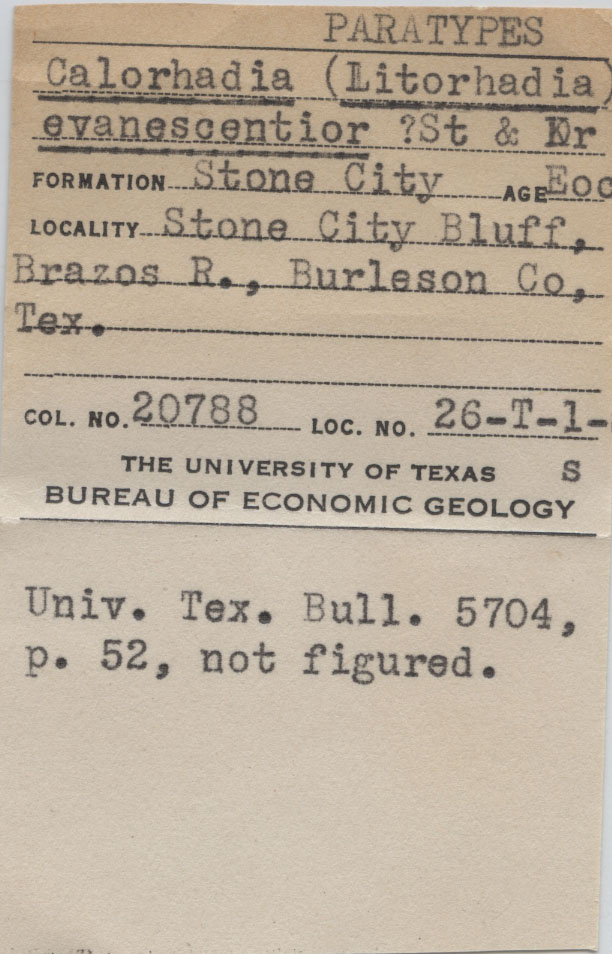 PARATYPES
Calorhadia (Litorhadia)
evanescentior ?St & Er
FORMATION Stone City AGE Eoc
LOCALITY Stone City Bluff,
Brazos R., Burleson Co,
Tex.
COL. NO. 20788 LOC. NO. 26-T-1-
THE UNIVERSITY OF TEXAS S
BUREAU OF ECONOMIC GEOLOGY
Univ. Tex. Bull. 5704,
p. 52, not figured.